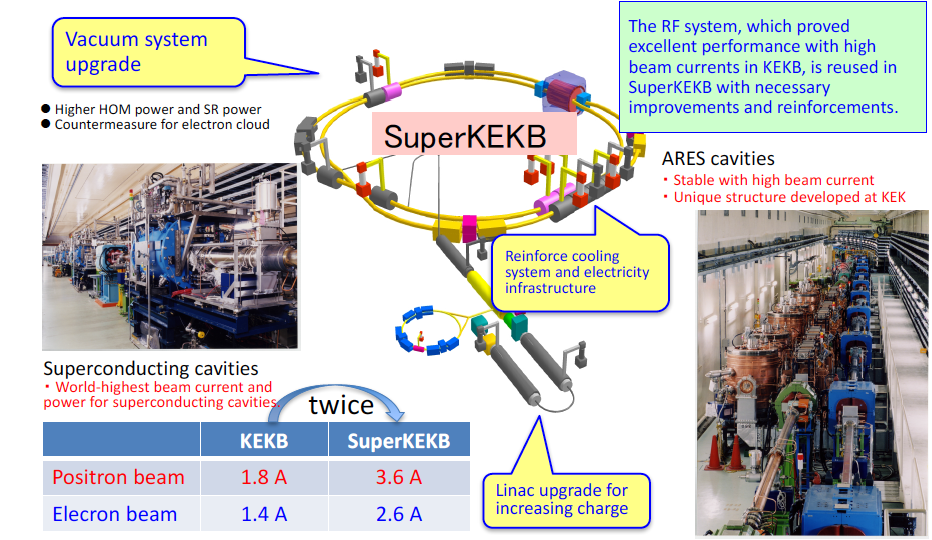 Vacuum system
upgrade
● Higher HOM power and SR power
● Countermeasure for electron cloud
SuperKEKB
The RF system, which proved
excellent performance with high
beam currents in KEKB, is reused in
SuperKEKB with necessary
improvements and reinforcements.
ARES cavities
・Stable with high beam current
・Unique structure developed at KEK
Reinforce cooling
system and electricity
infrastructure
Superconducting cavities
・World-highest beam current and
power for superconducting cavities.
twice
KEKB SuperKEKB
Positron beam 1.8 A 3.6 A
Elecron beam 1.4 A 2.6 A
Linac upgrade for
increasing charge